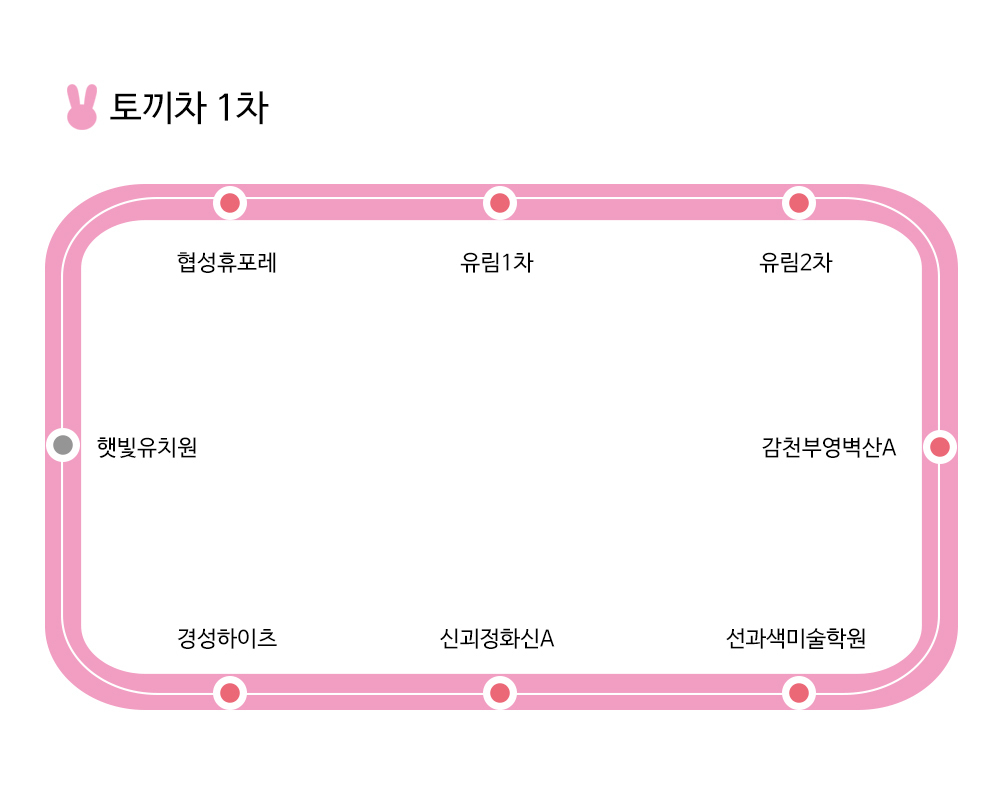 토끼차 1차
협성휴포레
유림1차
유림2차
햇빛유치원
감천부영벽산A
경성하이츠
신괴정화신A
선과색미술학원